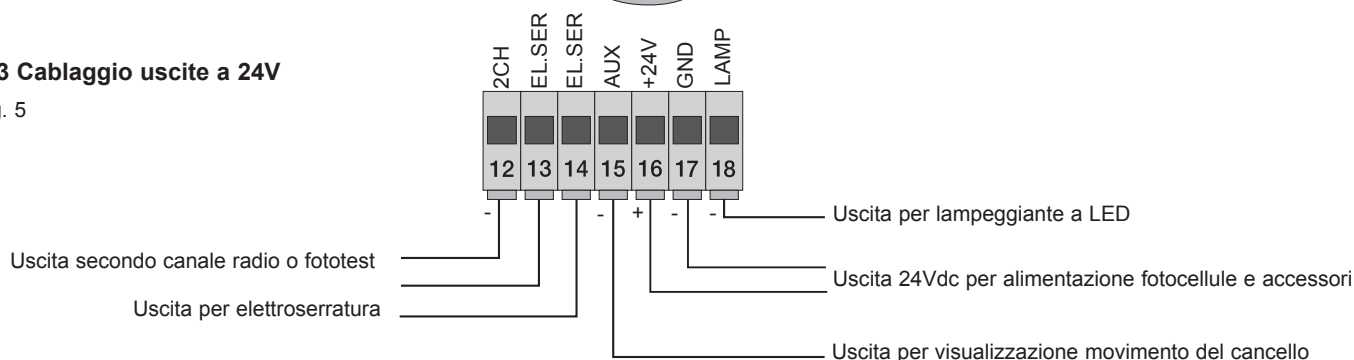 2CH
EL.SER
EL.SER
AUX
+24V
GND
LAMP
3 Cablaggio uscite a 24V
g. 5
12 13 14 15 16 17 18
- - + - -
Uscita per lampeggiante a LED
Uscita secondo canale radio o fototest
Uscita 24Vdc per alimentazione fotocellule e accessori
Uscita per elettroserratura
Uscita per visualizzazione movimento del cancello